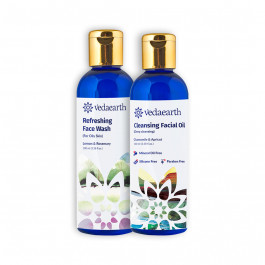 vedaearth
Refreshing
Face Wash
(For Oily Skin)
Lemon & Rosemary
vedaearth
Cleansing Facial Oil
(Deep cleansing)
Chamomile & Apricot
Mineral Oil Free
Silicone Free
Paraben Free